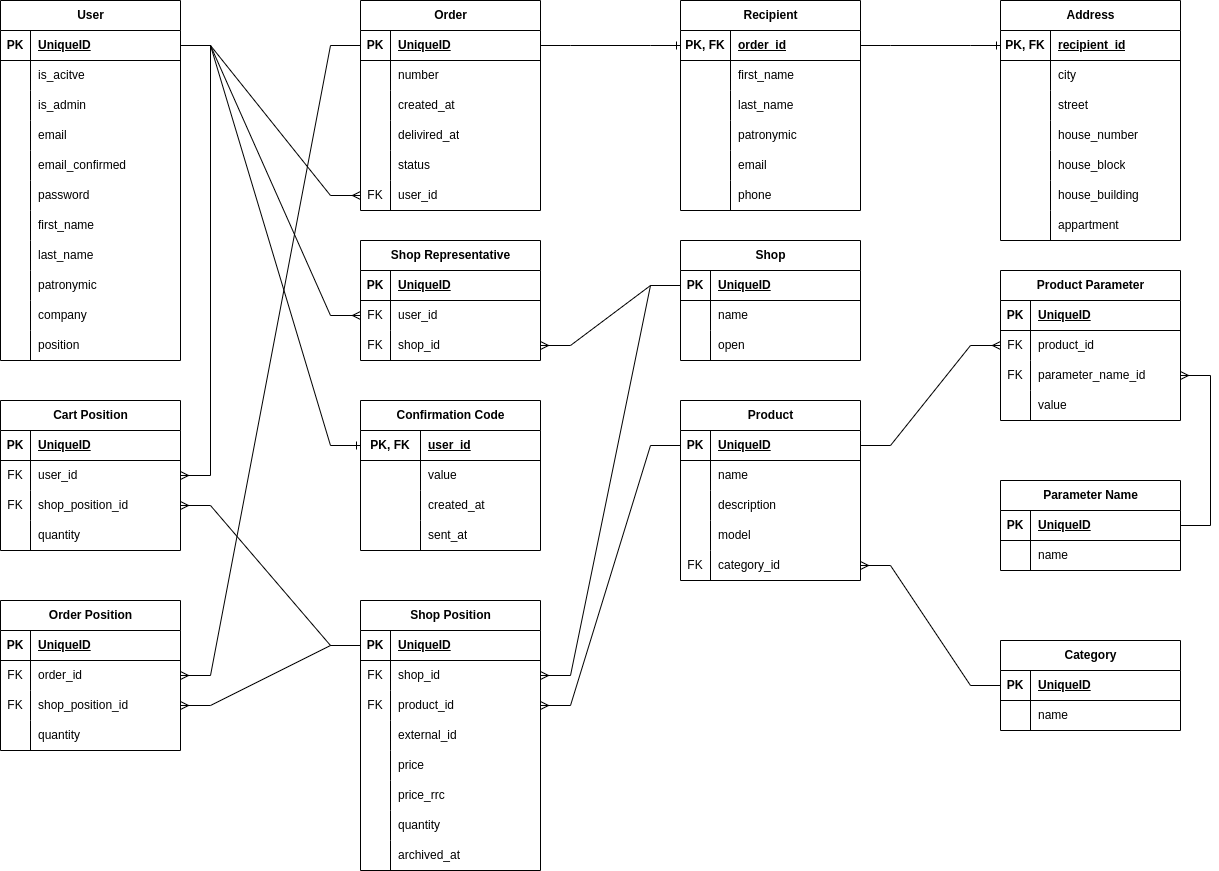 User
PK UniqueID
is_acitve
is_admin
email
email_confirmed
password
first_name
last_name
patronymic
company
position
Order
PK UniqueID
number
created_at
delivired_at
status
FK user_id
Recipient
PK, FK order_id
first_name
last_name
patronymic
email
phone
Address
PK, FK recipient_id
city
street
house_number
house_block
house_building
appartment
Shop Representative
PK UniqueID
FK user_id
FK shop_id
Shop
PK UniqueID
name
open
Product Parameter
PK UniqueID
FK product_id
FK parameter_name_id
value
Cart Position
PK UniqueID
FK user_id
FK shop_position_id
quantity
Confirmation Code
PK, FK user_id
value
created_at
sent_at
Product
PK UniqueID
name
description
model
FK category_id
Parameter Name
PK UniqueID
name
Order Position
PK UniqueID
FK order_id
FK shop_position_id
quantity
Shop Position
PK UniqueID
FK shop_id
FK product_id
external_id
price
price_rrc
quantity
archived_at
Category
PK UniqueID
name